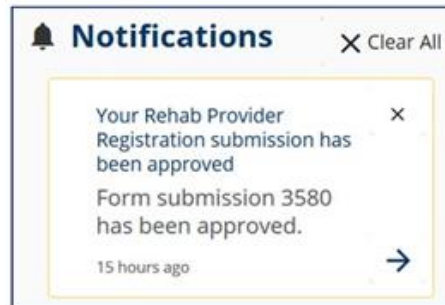 Notifications
Clear All
Your Rehab Provider
Registration submission has
been approved
Form submission 3580
has been approved.
15 hours ago